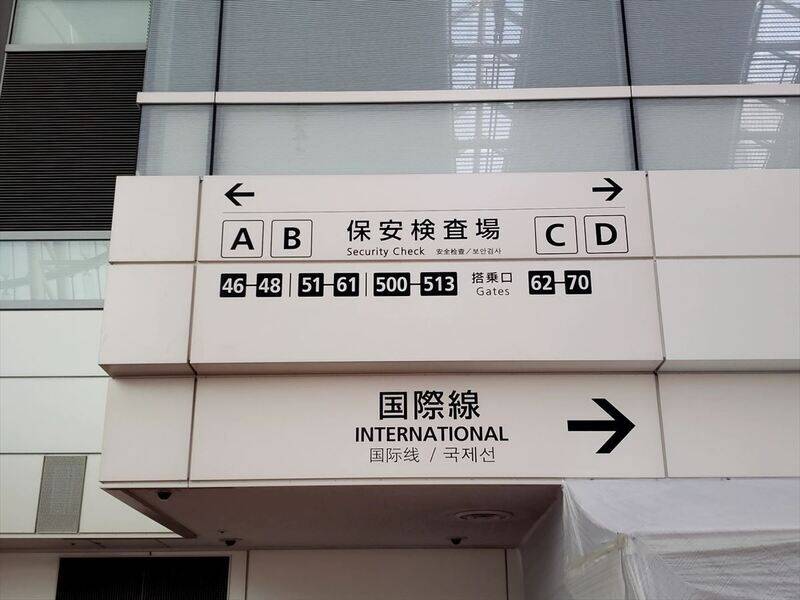 ← →
A B 保安検査場 C D
Security Check 安全检查／보안검사
46-48 | 51-61 | 500-513 搭乗口 62-70
Gates
国際線 →
INTERNATIONAL
国际线 / 국제선